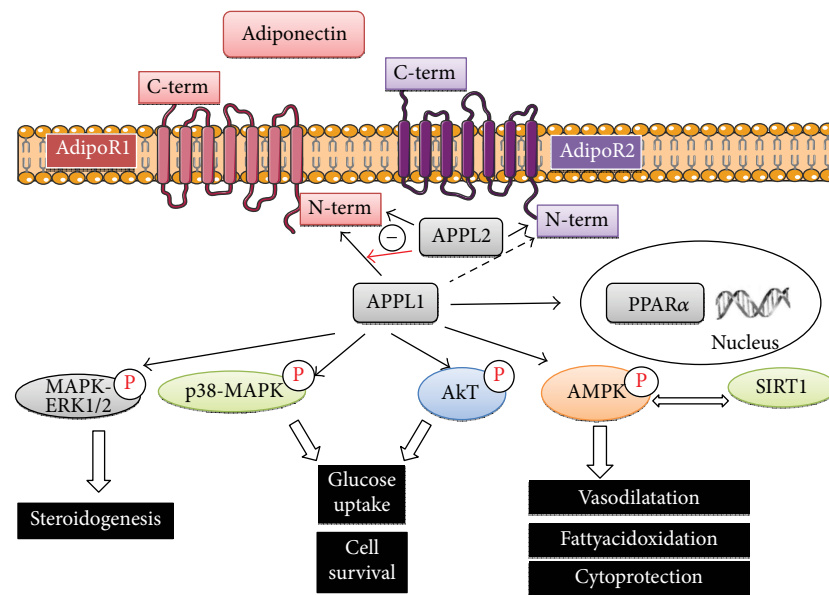 Adiponectin
C-term
C-term
AdipoR1
AdipoR2
N-term
N-term
−
APPL2
APPL1
PPARα
Nucleus
MAPK-
ERK1/2
P
p38-MAPK
P
AkT
P
AMPK
P
SIRT1
Steroidogenesis
Glucose
uptake
Cell
survival
Vasodilatation
Fattyacidoxidation
Cytoprotection